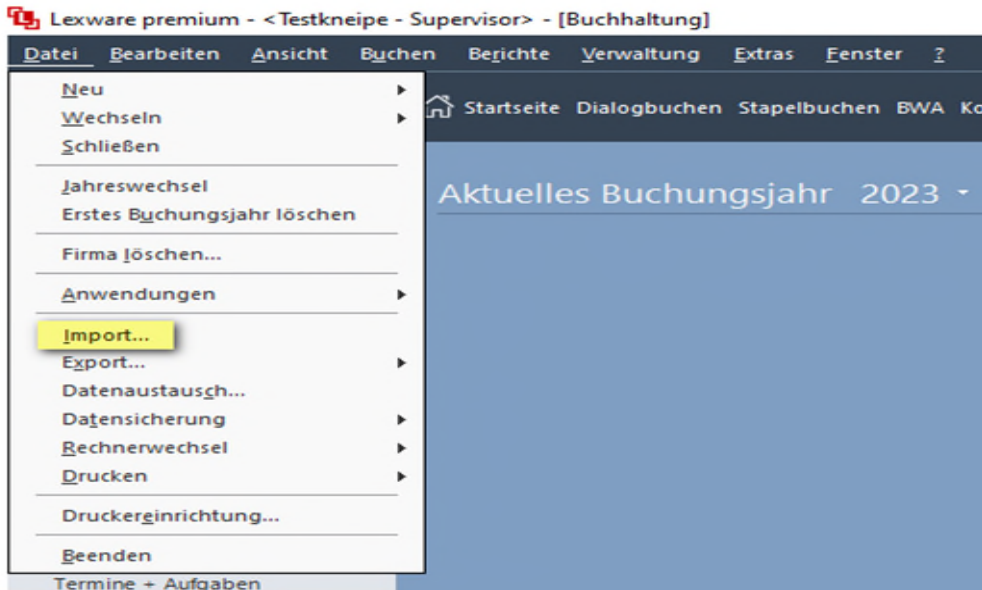 Lexware premium - <Testkneipe - Supervisor> - [Buchhaltung]
Datei Bearbeiten Ansicht Buchen Berichte Verwaltung Extras Fenster ?
Neu
Wechseln
Schließen
Jahreswechsel
Erstes Buchungsjahr löschen
Firma löschen...
Anwendungen
Import...
Export...
Datenaustausch...
Datensicherung
Rechnerwechsel
Drucken
Druckereinrichtung...
Beenden
Termine + Aufgaben
Startseite Dialogbuchen Stapelbuchen BWA Ko
Aktuelles Buchungsjahr 2023